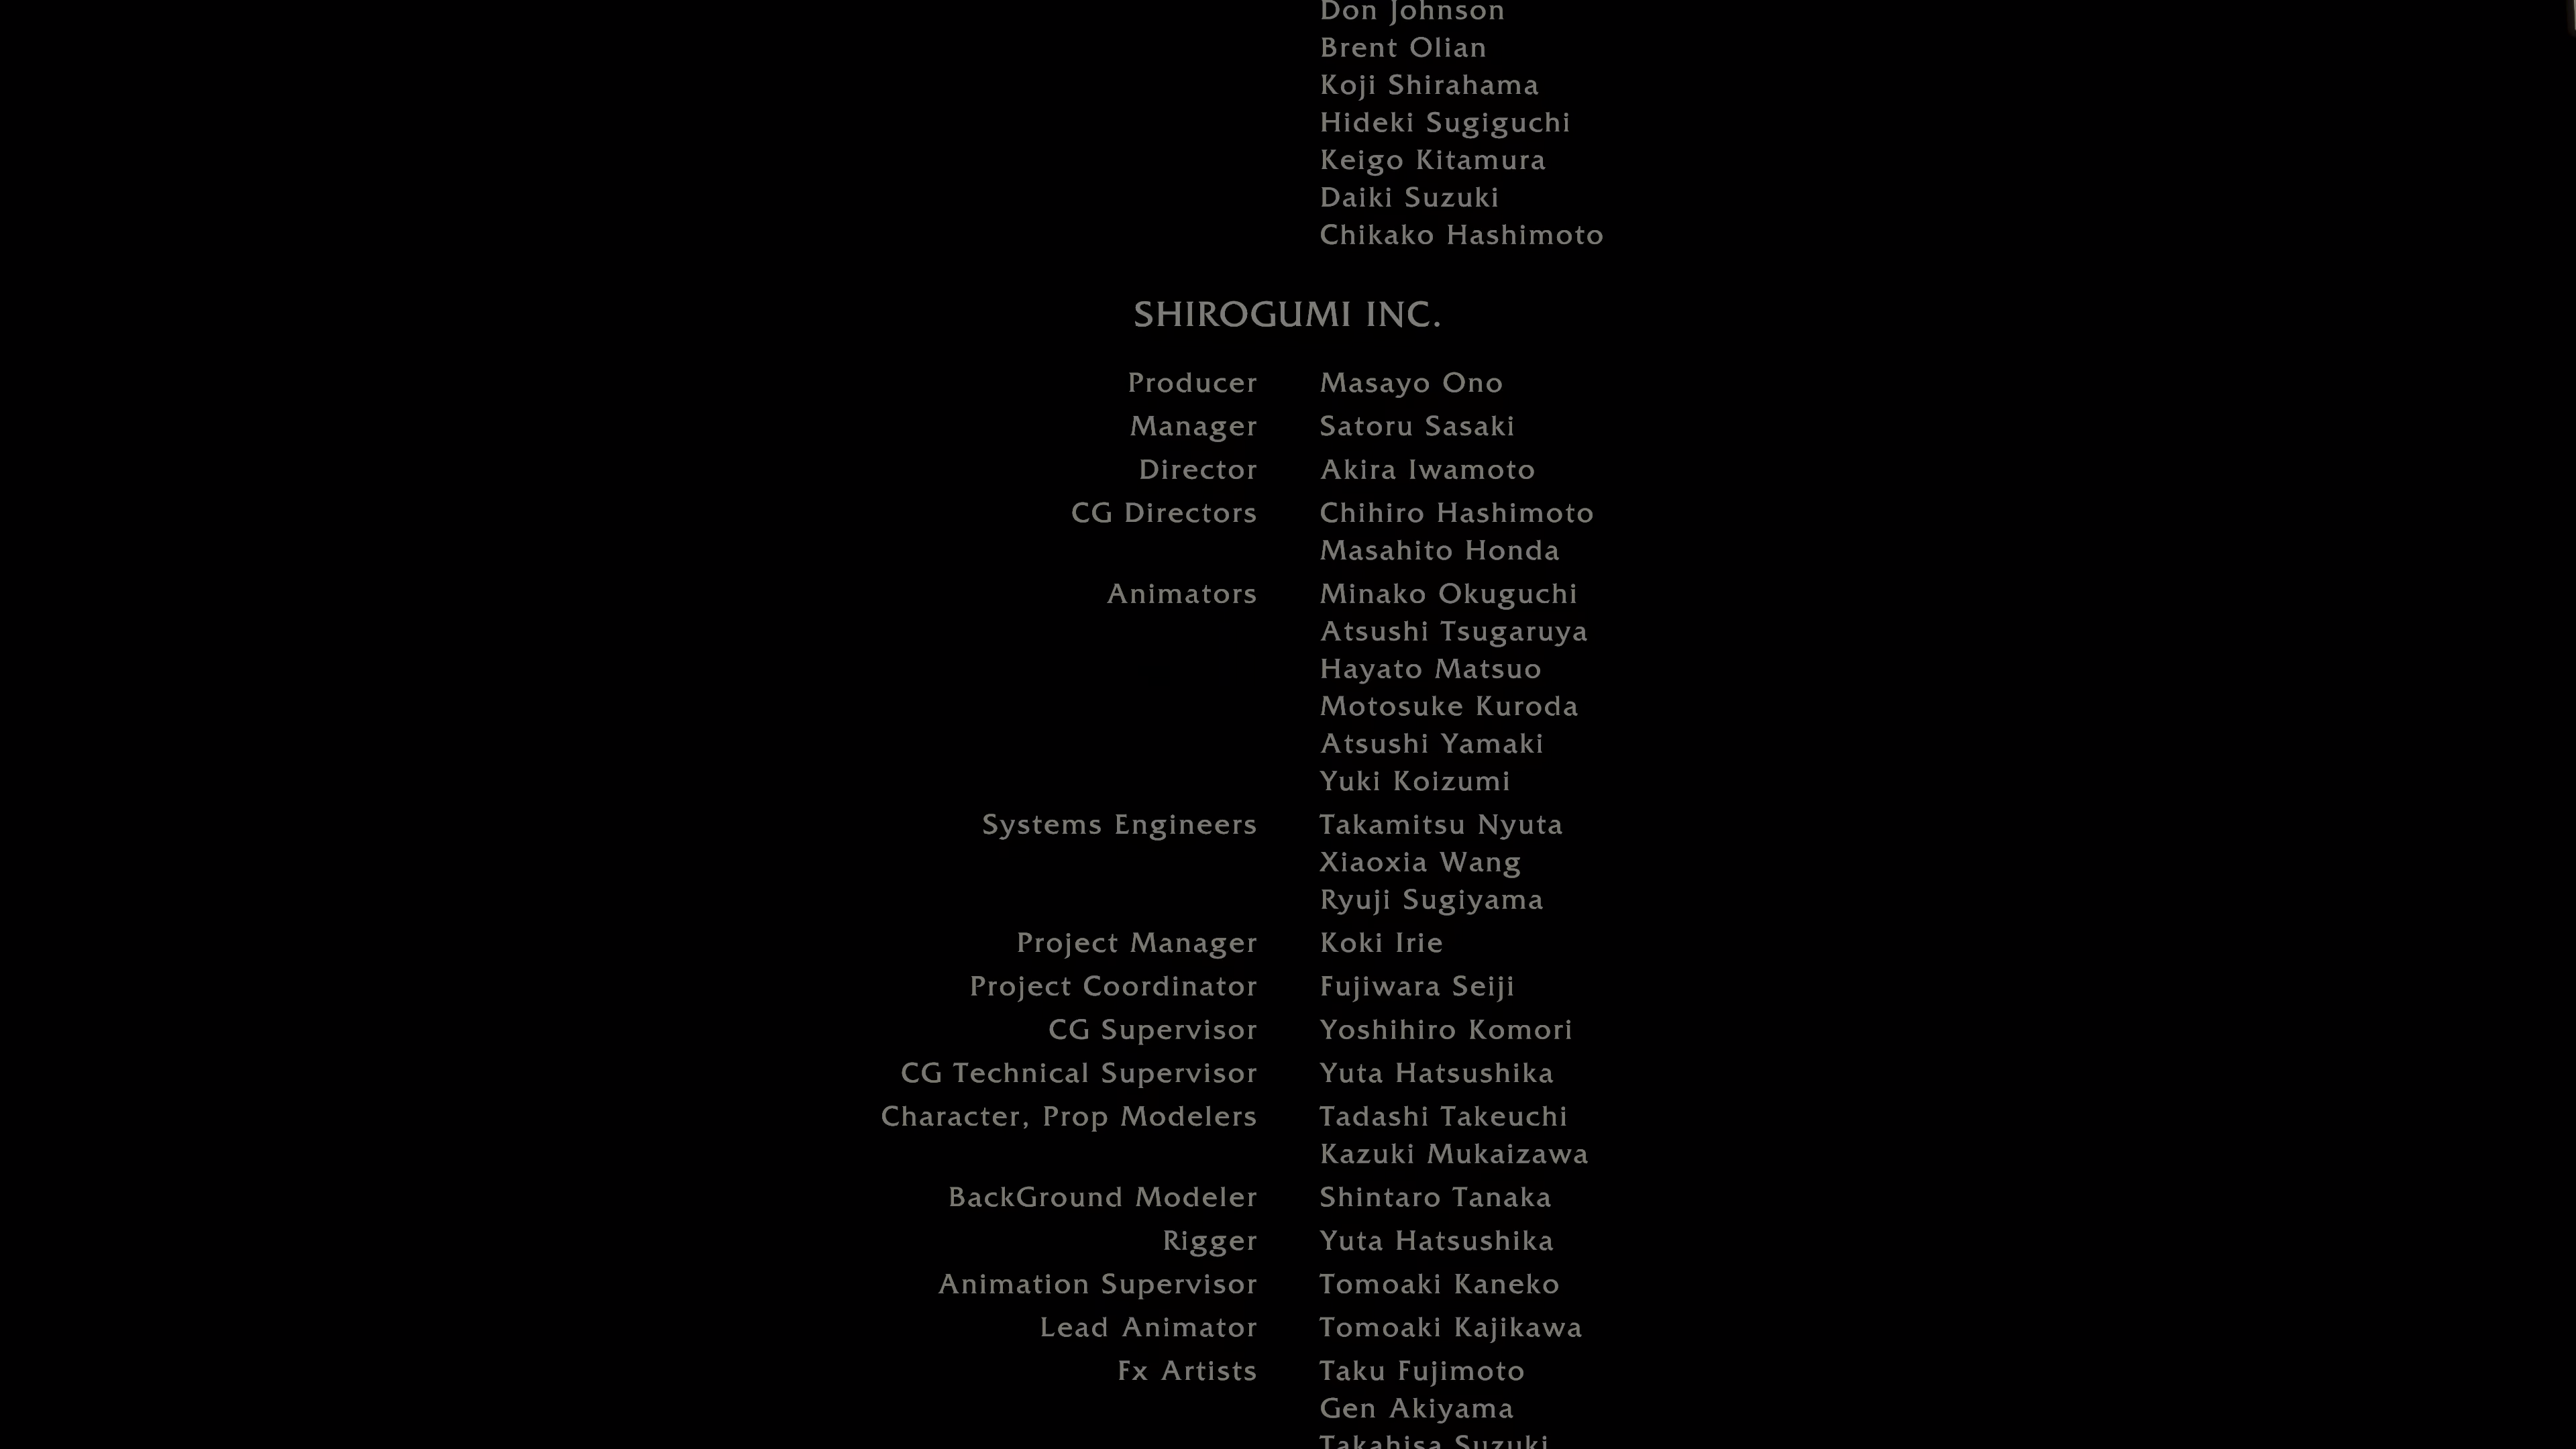 Don Johnson
Brent Olian
Koji Shirahama
Hideki Sugiguchi
Keigo Kitamura
Daiki Suzuki
Chikako Hashimoto
SHIROGUMI INC.
Producer Masayo Ono
Manager Satoru Sasaki
Director Akira Iwamoto
CG Directors Chihiro Hashimoto
Masahito Honda
Animators Minako Okuguchi
Atsushi Tsugaruya
Hayato Matsuo
Motosuke Kuroda
Atsushi Yamaki
Yuki Koizumi
Systems Engineers Takamitsu Nyuta
Xiaoxia Wang
Ryuji Sugiyama
Project Manager Koki Irie
Project Coordinator Fujiwara Seiji
CG Supervisor Yoshihiro Komori
CG Technical Supervisor Yuta Hatsushika
Character, Prop Modelers Tadashi Takeuchi
Kazuki Mukaizawa
BackGround Modeler Shintaro Tanaka
Rigger Yuta Hatsushika
Animation Supervisor Tomoaki Kaneko
Lead Animator Tomoaki Kajikawa
Fx Artists Taku Fujimoto
Gen Akiyama
Takahisa Suzuki